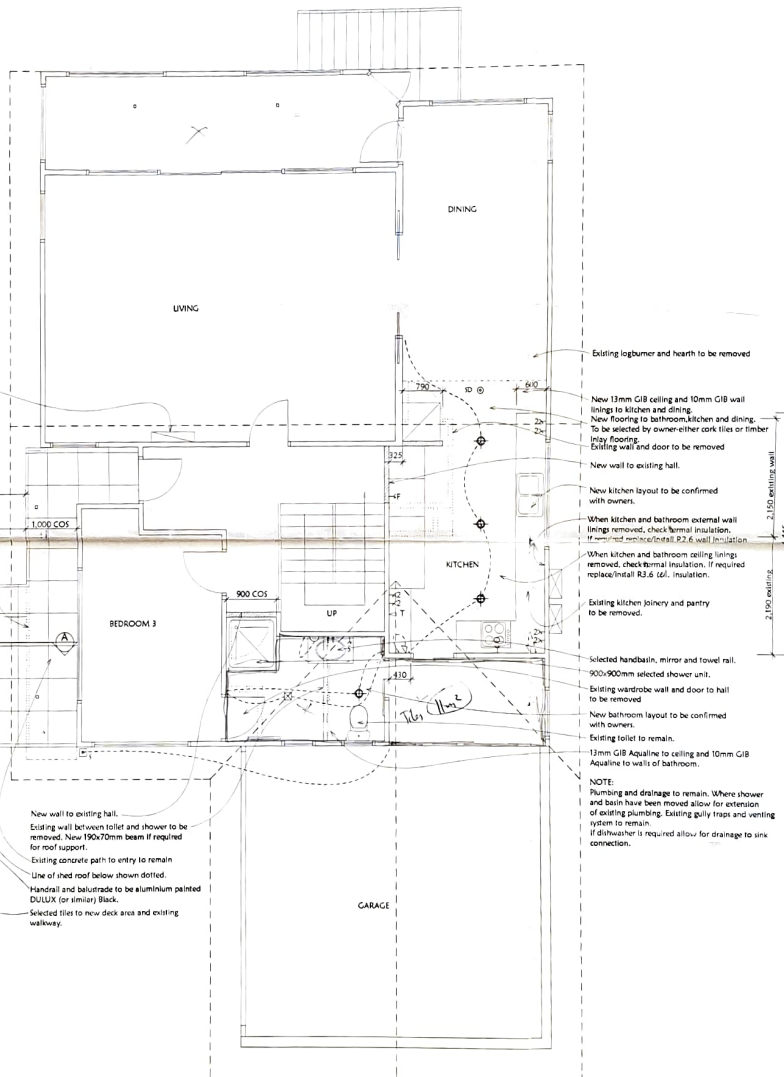 DINING
LIVING
Existing logburner and hearth to be removed
790
SD
600
New 13mm GIB ceiling and 10mm GIB wall
linings to kitchen and dining.
New flooring to bathroom,kitchen and dining.
To be selected by owner-either cork tiles or timber
inlay flooring.
Existing wall and door to be removed
325
New wall to existing hall.
F
2,150 existing wall
New kitchen layout to be confirmed
with owners.
1,000 COS
When kitchen and bathroom external wall
linings removed, check thermal insulation.
If required replace/install R2.6 wall insulation
When kitchen and bathroom ceiling linings
removed, check thermal insulation. If required
replace/install R3.6 insulation.
KITCHEN
2,190 existing
900 COS
Existing kitchen joinery and pantry
to be removed.
UP
T
BEDROOM 3
A
Selected handbasin, mirror and towel rail.
430
900x900mm selected shower unit.
Existing wardrobe wall and door to hall
to be removed
Tiles 11m²
New bathroom layout to be confirmed
with owners.
Existing toilet to remain.
13mm GIB Aqualine to ceiling and 10mm GIB
Aqualine to walls of bathroom.
NOTE:
Plumbing and drainage to remain. Where shower
and basin have been moved allow for extension
of existing plumbing. Existing gully traps and venting
system to remain.
If dishwasher is required allow for drainage to sink
connection.
New wall to existing hall.
Existing wall between toilet and shower to be
removed. New 190x70mm beam if required
for roof support.
Existing concrete path to entry to remain
Line of shed roof below shown dotted.
Handrail and balustrade to be aluminium painted
DULUX (or similar) Black.
Selected tiles to new deck area and existing
walkway.
GARAGE